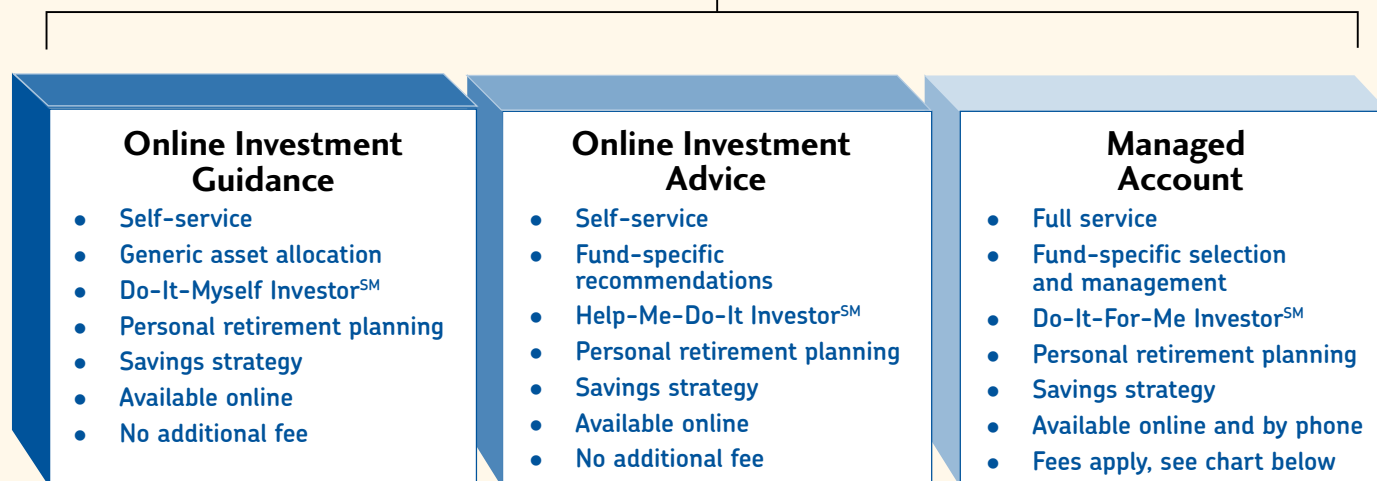 Online Investment
Guidance
• Self-service
• Generic asset allocation
• Do-It-Myself Investor℠
• Personal retirement planning
• Savings strategy
• Available online
• No additional fee
Online Investment
Advice
• Self-service
• Fund-specific
recommendations
• Help-Me-Do-It Investor℠
• Personal retirement planning
• Savings strategy
• Available online
• No additional fee
Managed
Account
• Full service
• Fund-specific selection
and management
• Do-It-For-Me Investor℠
• Personal retirement planning
• Savings strategy
• Available online and by phone
• Fees apply, see chart below